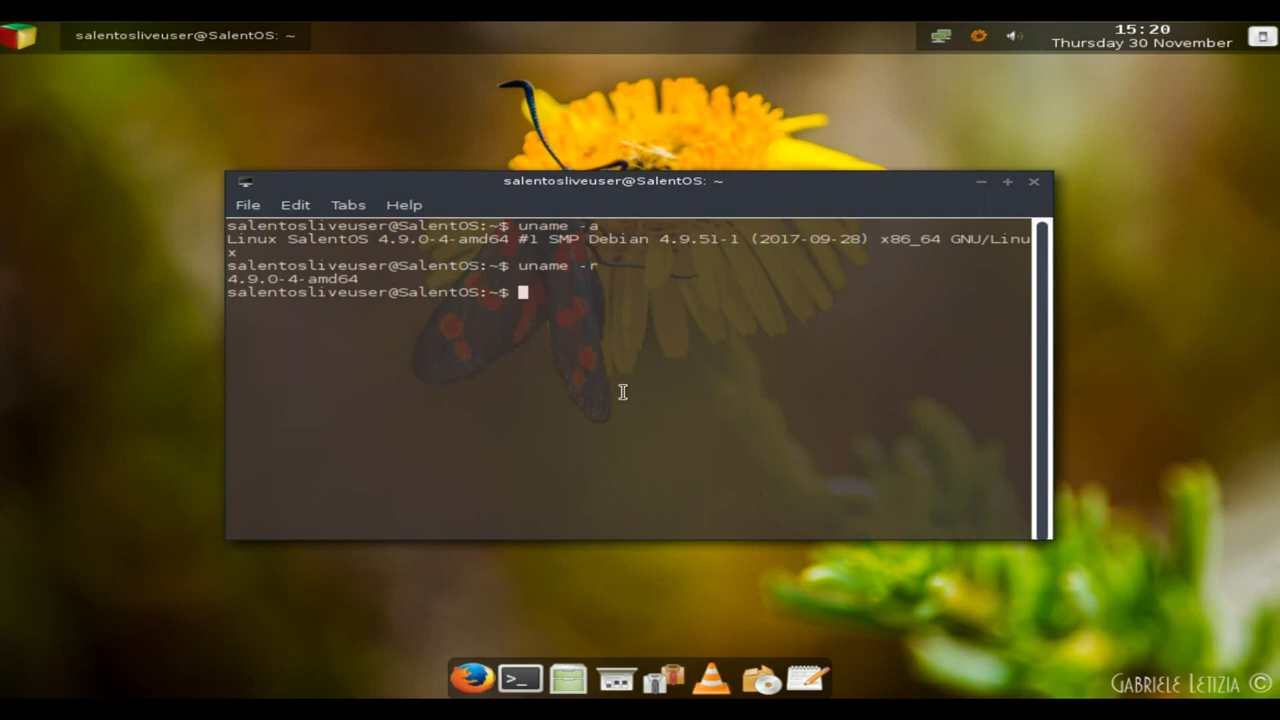 salentosliveuser@SalentOS: ~
15:20
Thursday 30 November
salentosliveuser@SalentOS: ~
File Edit Tabs Help
salentosliveuser@SalentOS:~$ uname -a
Linux SalentOS 4.9.0-4-amd64 #1 SMP Debian 4.9.51-1 (2017-09-28) x86_64 GNU/Linu
x
salentosliveuser@SalentOS:~$ uname -r
4.9.0-4-amd64
salentosliveuser@SalentOS:~$
>_
GABRIELE LETIZIA ©